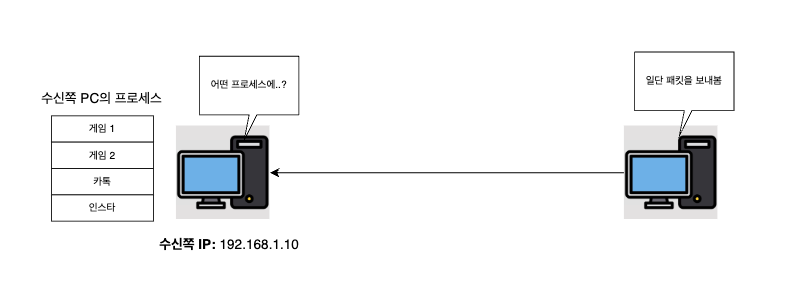 어떤 프로세스에..?
일단 패킷을 보내봄
수신쪽 PC의 프로세스
게임 1
게임 2
카톡
인스타
수신쪽 IP: 192.168.1.10